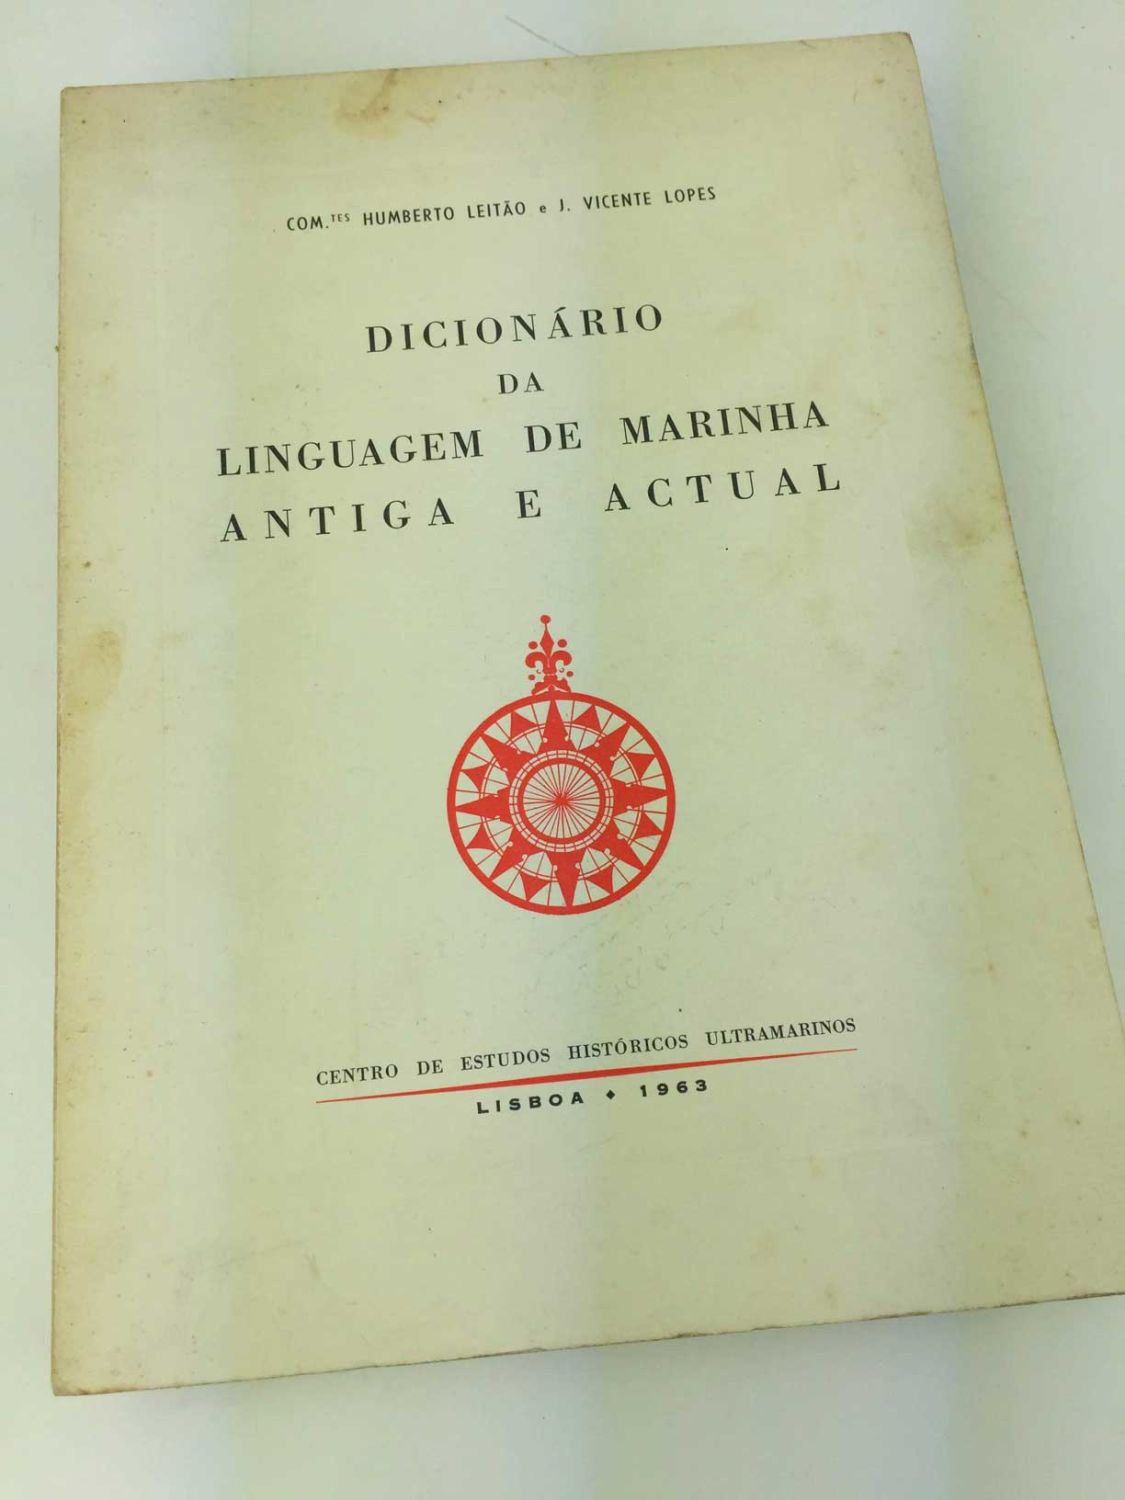 COM.TES HUMBERTO LEITÃO e J. VICENTE LOPES
DICIONÁRIO
DA
LINGUAGEM DE MARINHA
ANTIGA E ACTUAL
CENTRO DE ESTUDOS HISTÓRICOS ULTRAMARINOS
LISBOA ♦ 1963